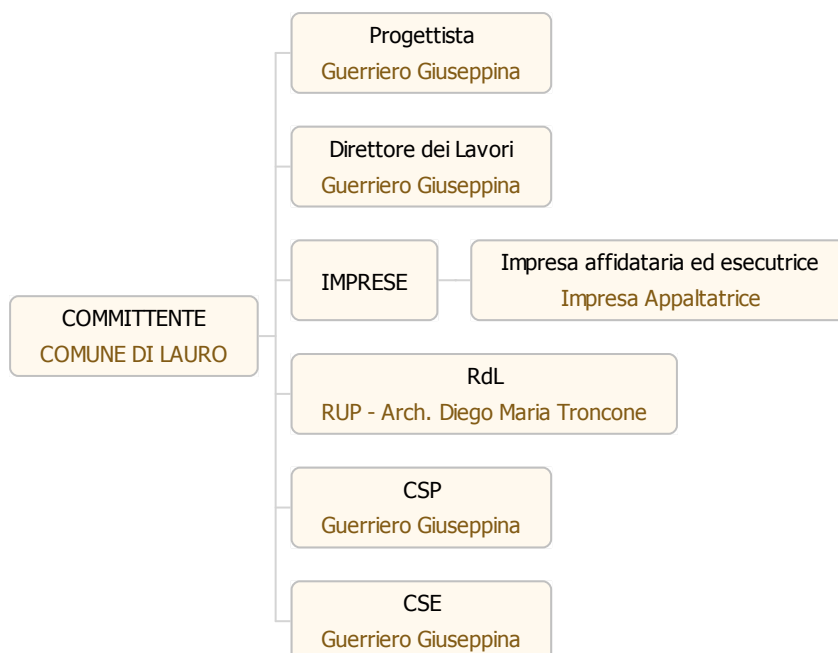 Progettista
Guerriero Giuseppina
Direttore dei Lavori
Guerriero Giuseppina
IMPRESE
Impresa affidataria ed esecutrice
Impresa Appaltatrice
COMMITTENTE
COMUNE DI LAURO
RdL
RUP - Arch. Diego Maria Troncone
CSP
Guerriero Giuseppina
CSE
Guerriero Giuseppina